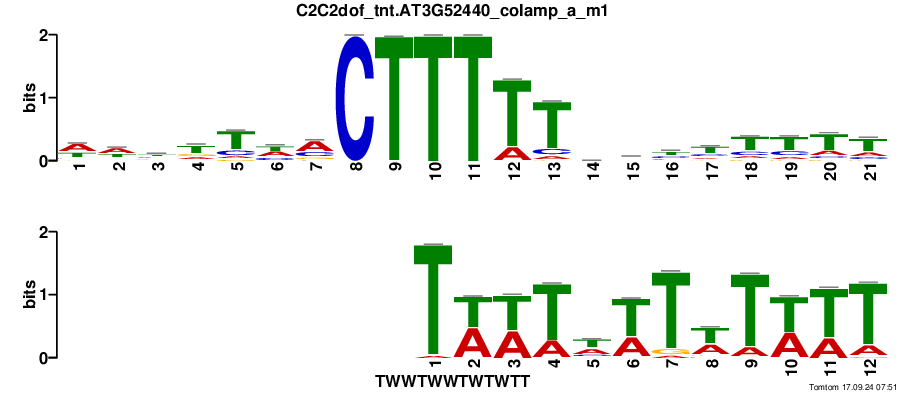 C2C2dof_tnt.AT3G52440_colamp_a_m1
2
bits
1
0
1 2 3 4 5 6 7 8 9 10 11 12 13 14 15 16 17 18 19 20 21
A A T T A A C T T T T T T T T T T T
2
bits
1
0
1 2 3 4 5 6 7 8 9 10 11 12
T T T T T T T T T T T T
A A A A A A A A A
TWWTWWTWTWTT
Tomtom 17.09.24 07:51